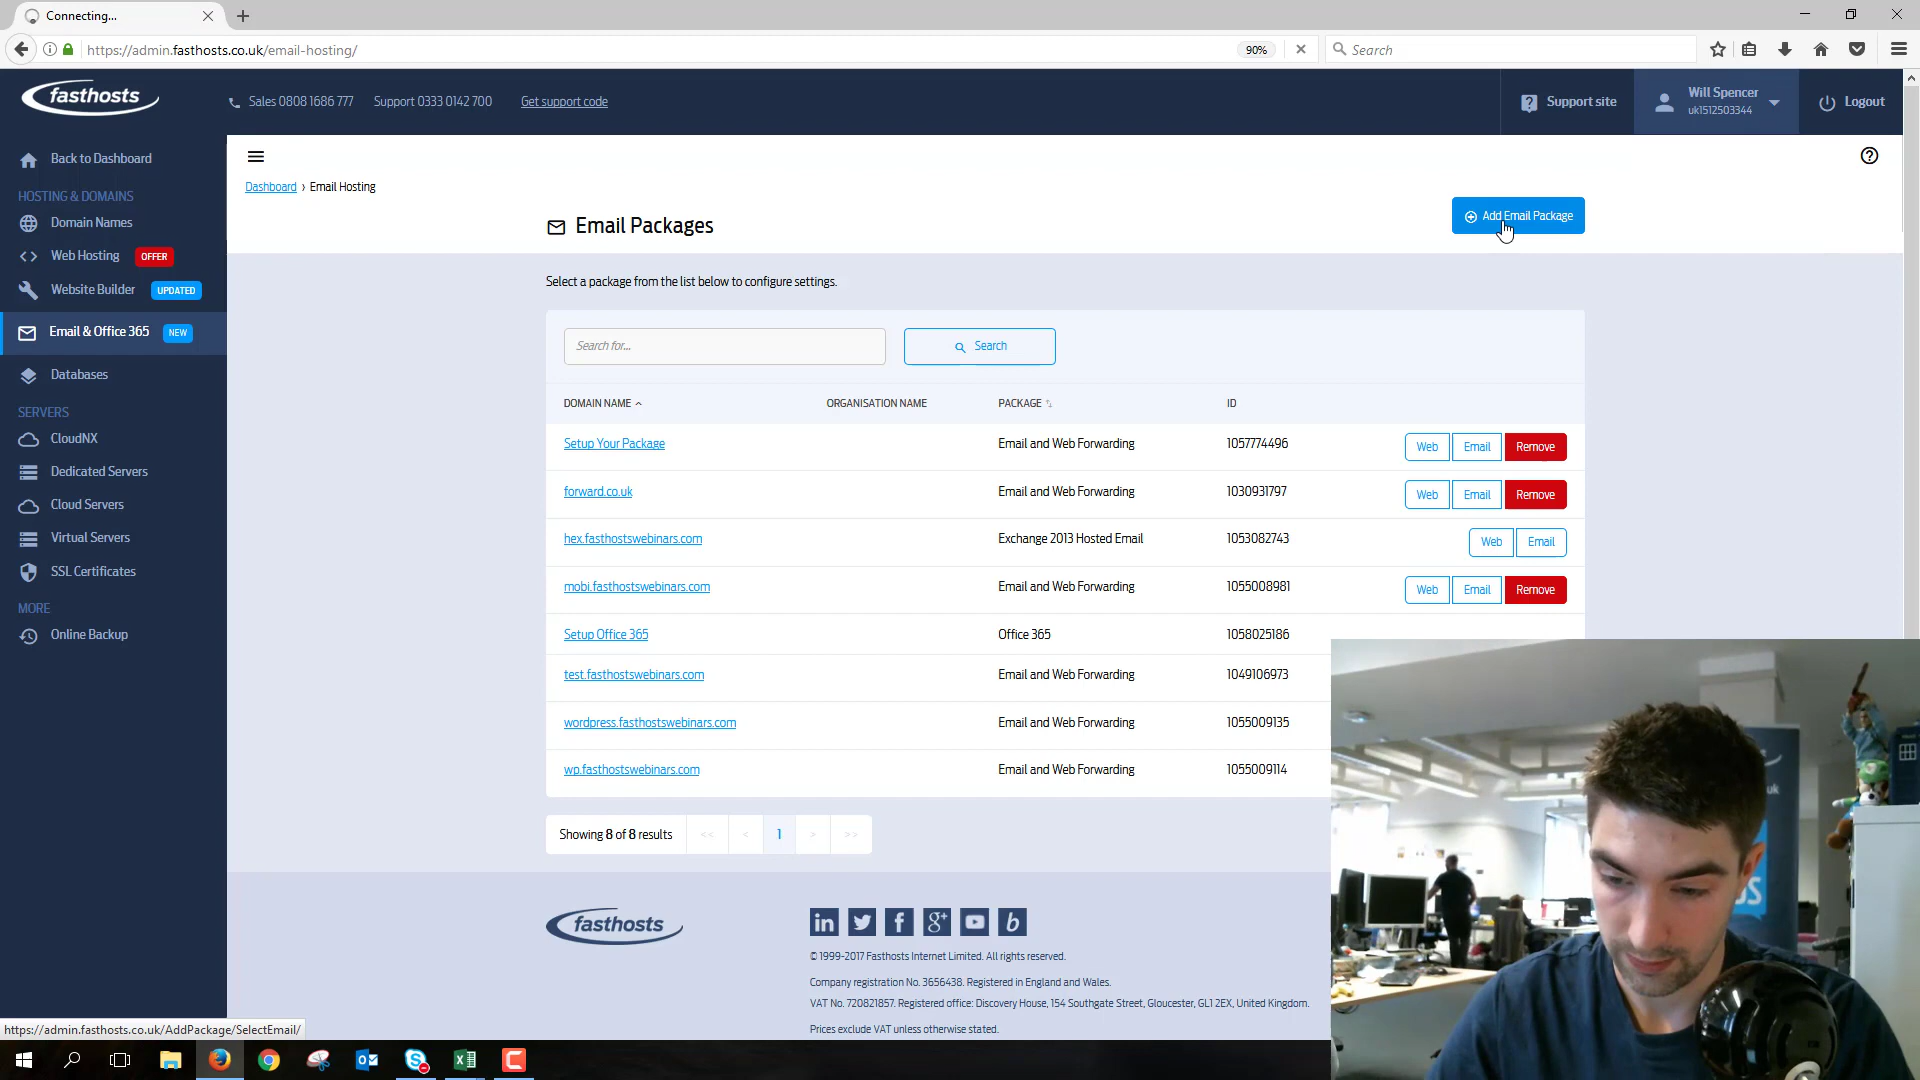 Connecting...
https://admin.fasthosts.co.uk/email-hosting/
90%
Search
fasthosts
Sales 0808 1686 777
Support 0333 0142 700
Get support code
Support site
Will Spencer
uk1512503344
Logout
Back to Dashboard
HOSTING & DOMAINS
Domain Names
Web Hosting OFFER
Website Builder UPDATED
Email & Office 365 NEW
Databases
SERVERS
CloudNX
Dedicated Servers
Cloud Servers
Virtual Servers
SSL Certificates
MORE
Online Backup
Dashboard › Email Hosting
Email Packages
Add Email Package
Select a package from the list below to configure settings.
Search for...
Search
DOMAIN NAME ORGANISATION NAME PACKAGE ID
Setup Your Package Email and Web Forwarding 1057774496 Web Email Remove
forward.co.uk Email and Web Forwarding 1030931797 Web Email Remove
hex.fasthostswebinars.com Exchange 2013 Hosted Email 1053082743 Web Email
mobi.fasthostswebinars.com Email and Web Forwarding 1055008981 Web Email Remove
Setup Office 365 Office 365 1058025186
test.fasthostswebinars.com Email and Web Forwarding 1049106973
wordpress.fasthostswebinars.com Email and Web Forwarding 1055009135
wp.fasthostswebinars.com Email and Web Forwarding 1055009114
Showing 8 of 8 results << < 1 > >>
fasthosts
© 1999-2017 Fasthosts Internet Limited. All rights reserved.
Company registration No. 3656438. Registered in England and Wales.
VAT No. 720821857. Registered office: Discovery House, 154 Southgate Street, Gloucester, GL1 2EX, United Kingdom.
Prices exclude VAT unless otherwise stated.
https://admin.fasthosts.co.uk/AddPackage/SelectEmail/